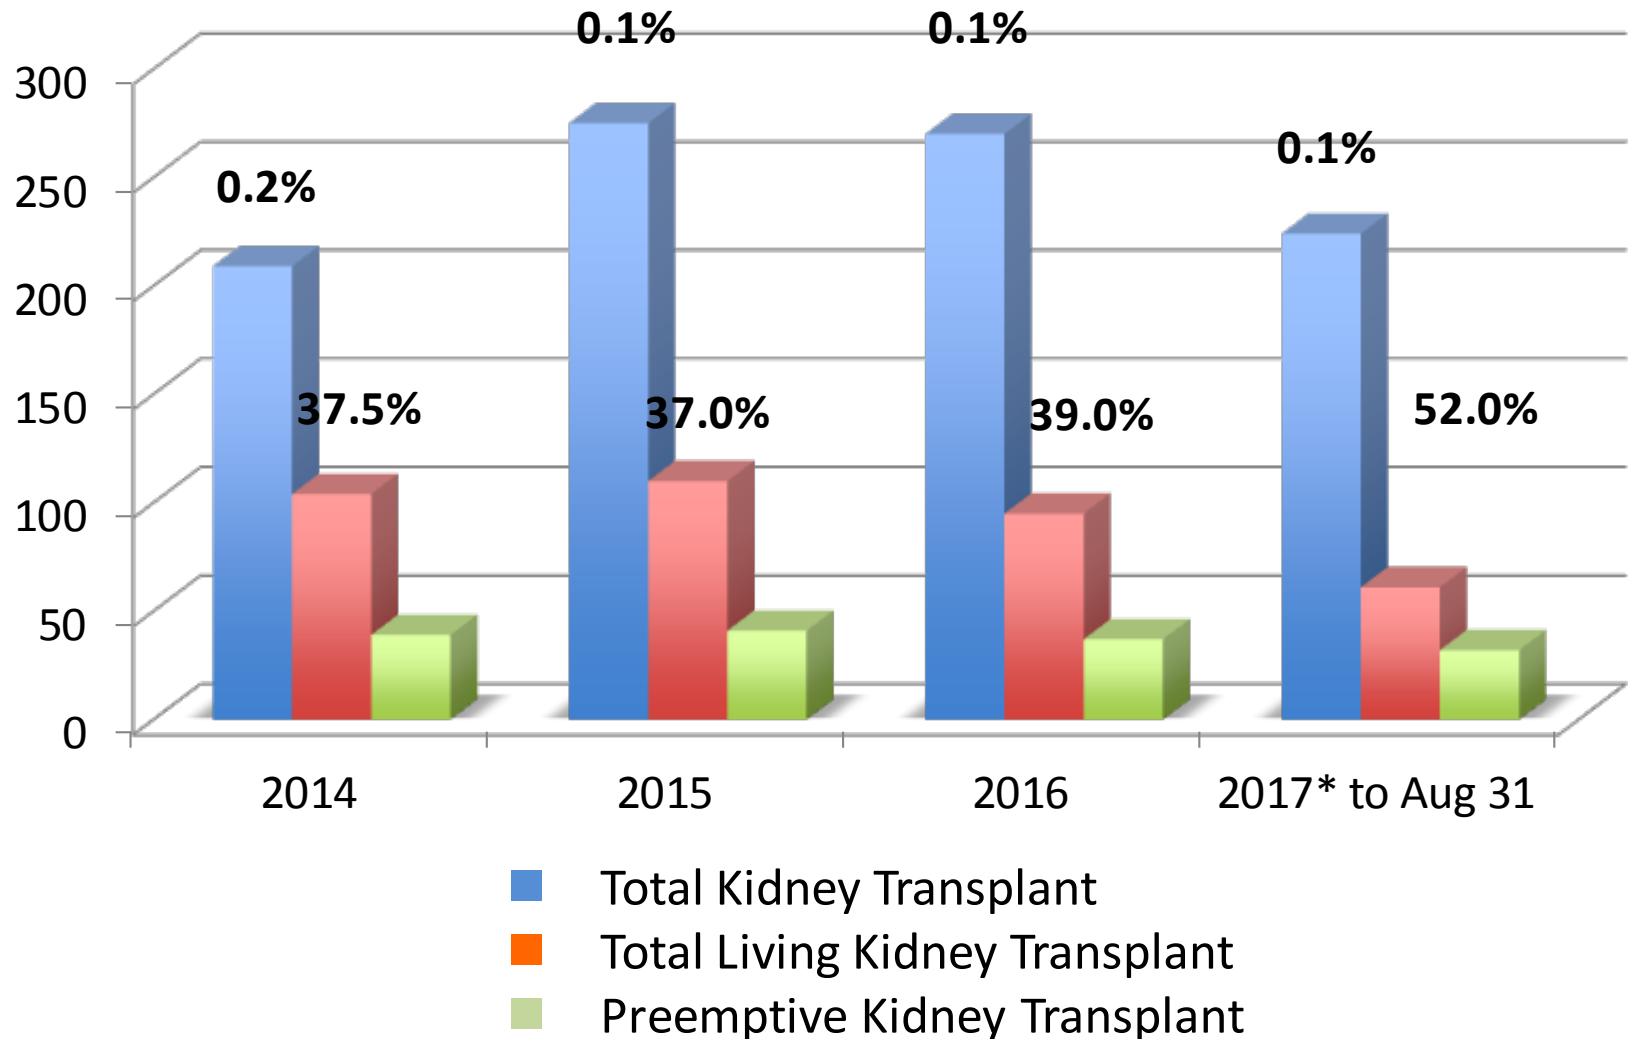 0.1% 0.1%
300
0.1%
250
0.2%
200
150
37.5% 37.0% 39.0% 52.0%
100
50
0
2014 2015 2016 2017* to Aug 31
Total Kidney Transplant
Total Living Kidney Transplant
Preemptive Kidney Transplant